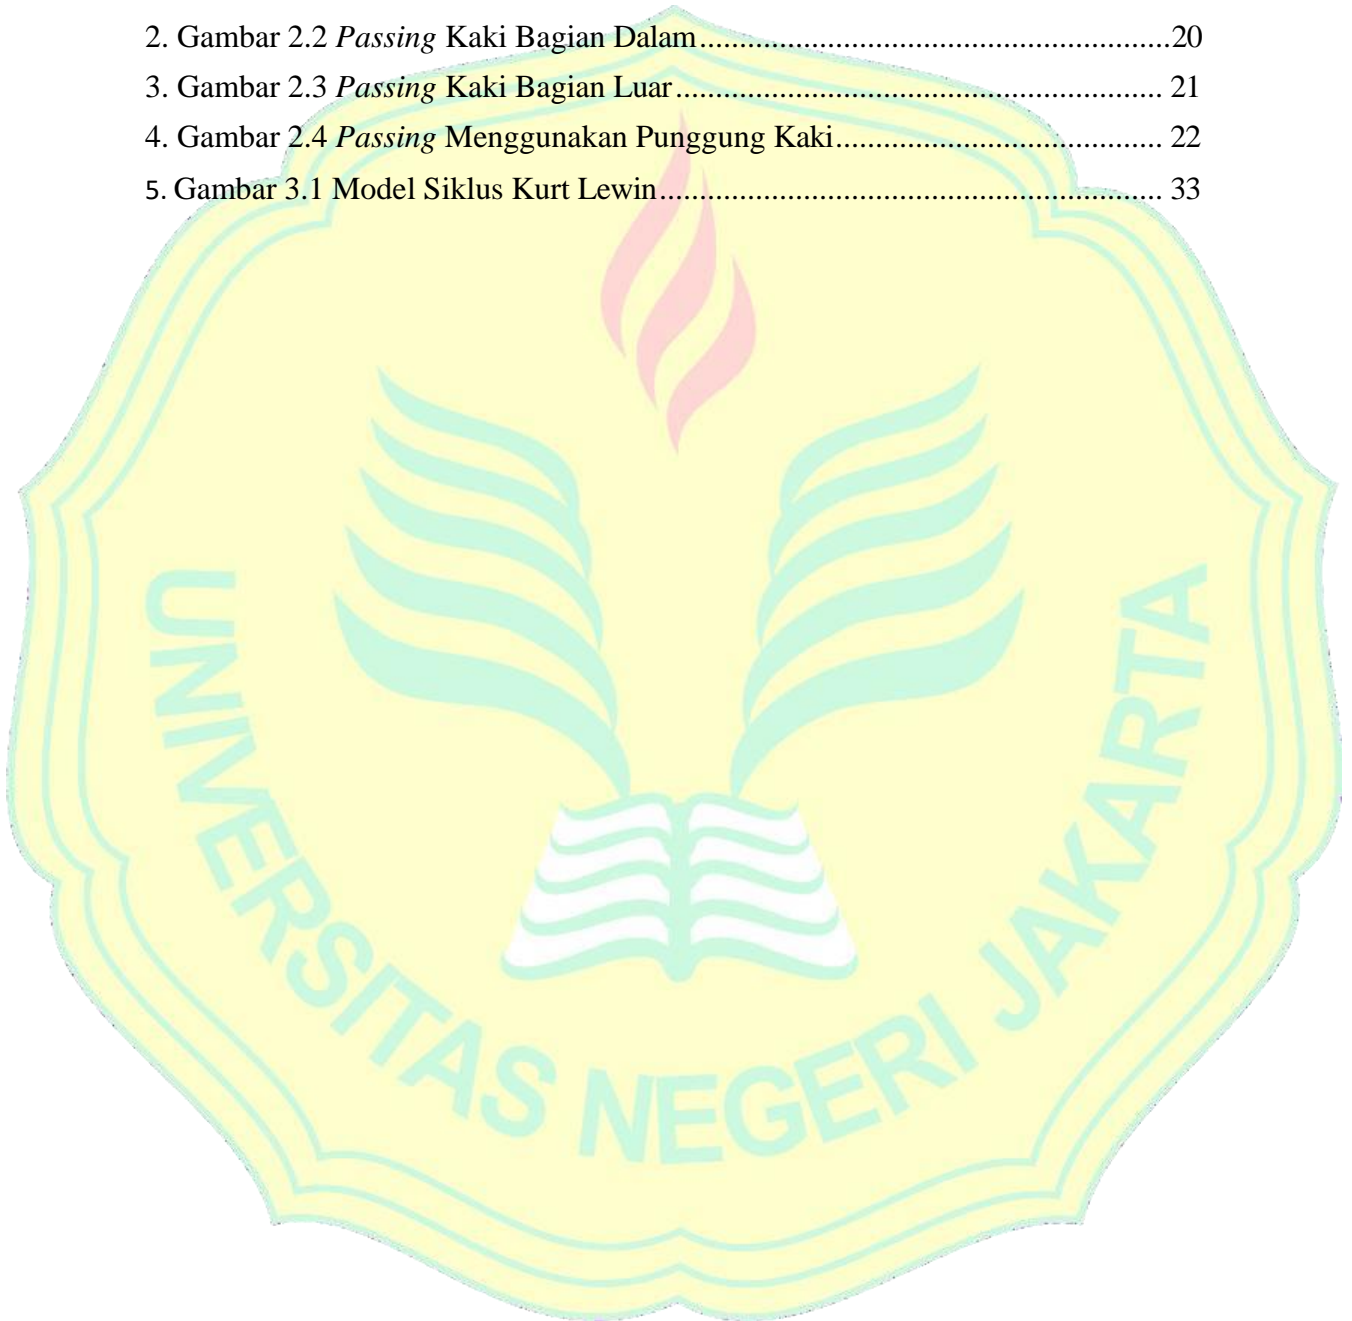 2. Gambar 2.2 Passing Kaki Bagian Dalam.........................................................20
3. Gambar 2.3 Passing Kaki Bagian Luar........................................................... 21
4. Gambar 2.4 Passing Menggunakan Punggung Kaki........................................ 22
5. Gambar 3.1 Model Siklus Kurt Lewin............................................................. 33
UNIVERSITAS NEGERI JAKARTA